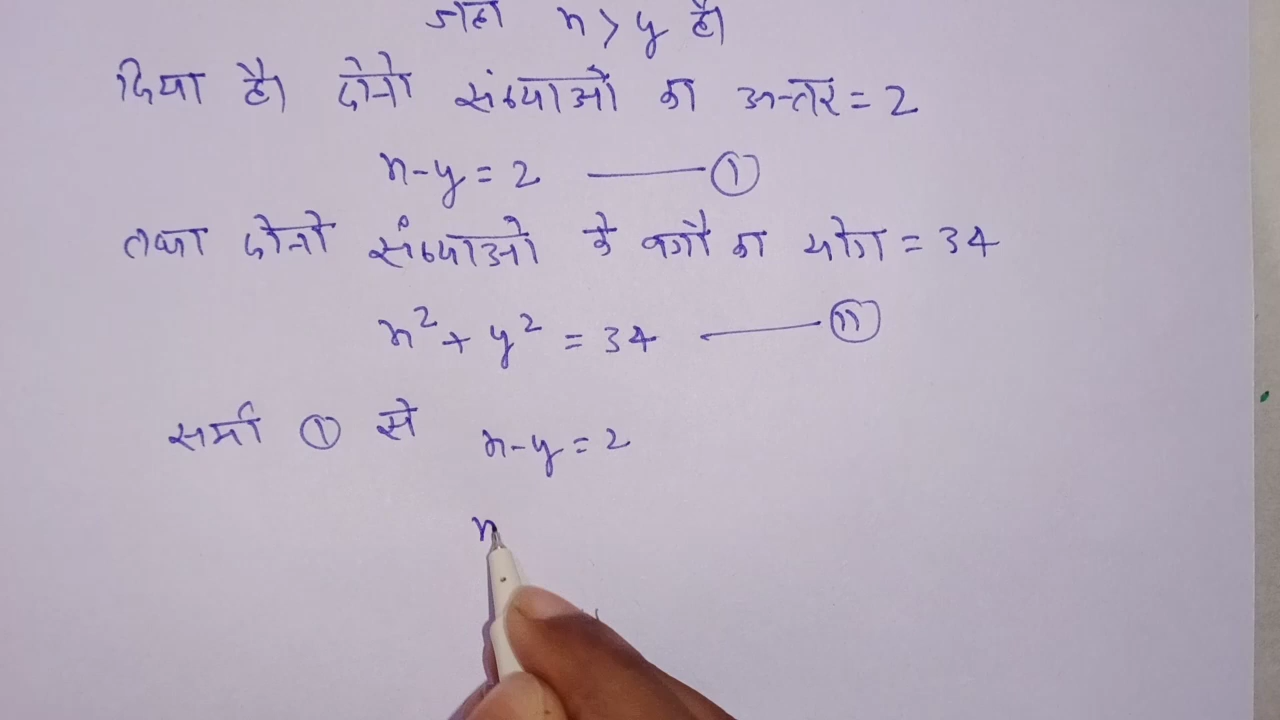 जहाँ x > y है।
दिया है। दोनो संख्याओ का अन्तर = 2
x - y = 2 —— ①
तथा दोनो संख्याओ के वर्गो का योग = 34
x² + y² = 34 —— ⑪
समी ① से x - y = 2
x